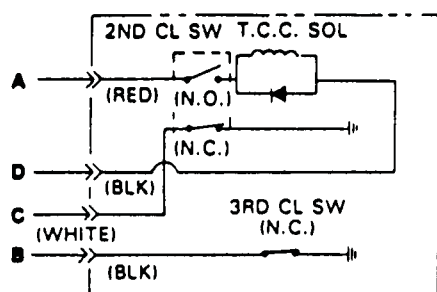 2ND CL SW T.C.C. SOL
A
(RED)
(N.O.)
(N.C.)
D
(BLK)
C
(WHITE)
3RD CL SW
(N.C.)
B
(BLK)